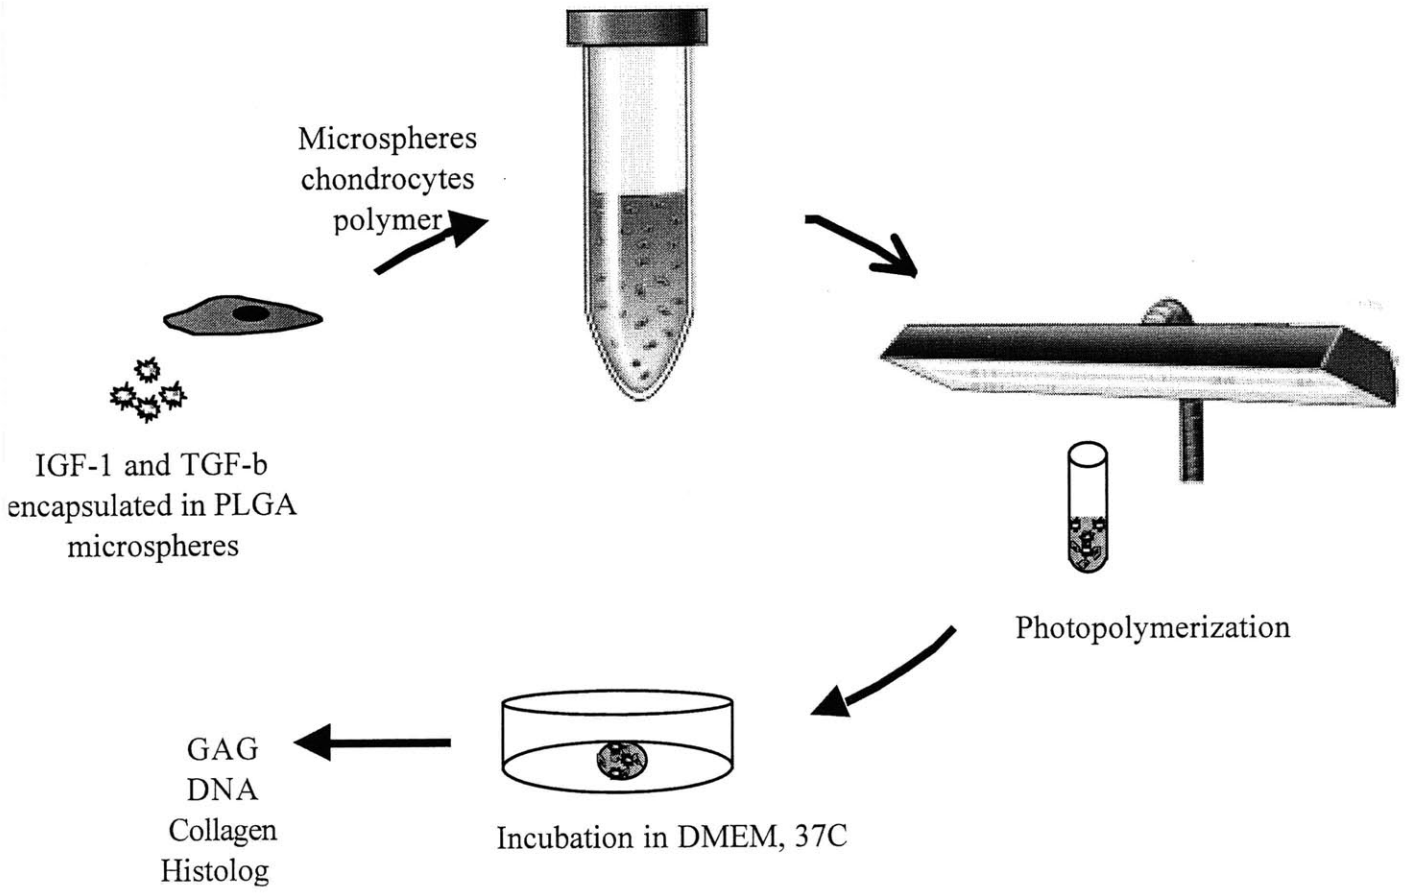 Microspheres
chondrocytes
polymer
IGF-1 and TGF-b
encapsulated in PLGA
microspheres
Photopolymerization
Incubation in DMEM, 37C
GAG
DNA
Collagen
Histolog